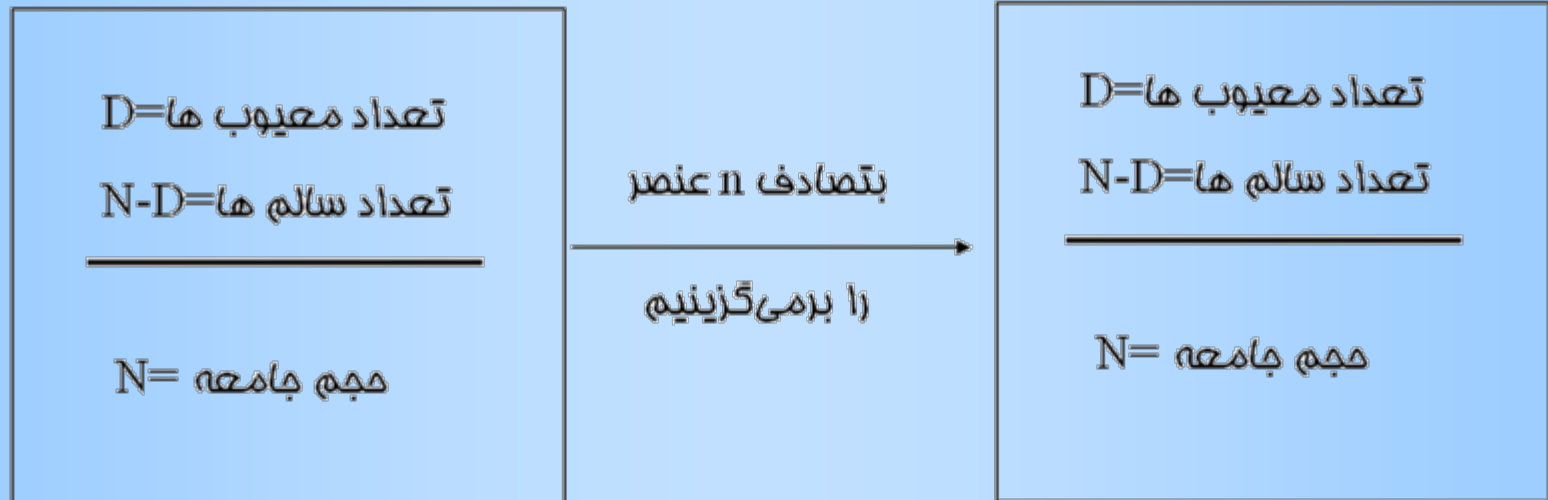 تعداد معیوب ها=D
تعداد سالم ها=N-D
حجم جامعه =N
بتصادف n عنصر
را برمی‌گزینیم
تعداد معیوب ها=D
تعداد سالم ها=N-D
حجم جامعه =N